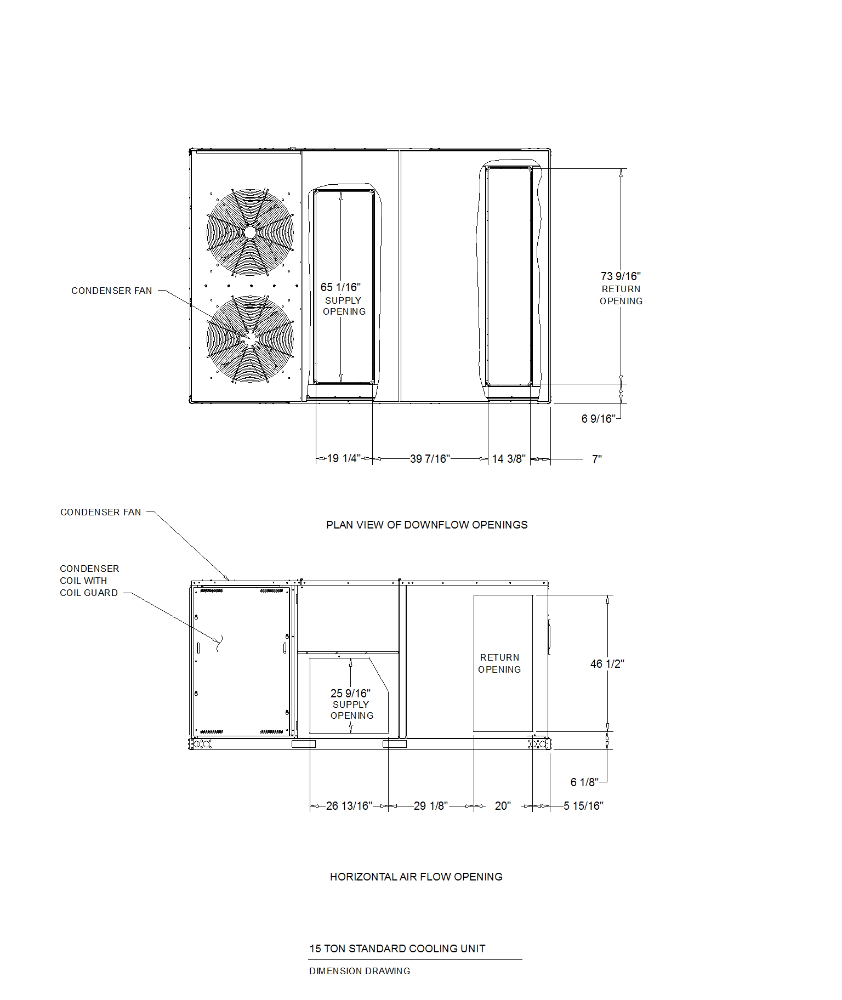 73 9/16"
RETURN
OPENING
65 1/16"
SUPPLY
OPENING
CONDENSER FAN
6 9/16"
19 1/4"
39 7/16"
14 3/8"
7"
CONDENSER FAN
PLAN VIEW OF DOWNFLOW OPENINGS
CONDENSER
COIL WITH
COIL GUARD
RETURN
OPENING
46 1/2"
25 9/16"
SUPPLY
OPENING
6 1/8"
26 13/16"
29 1/8"
20"
5 15/16"
HORIZONTAL AIR FLOW OPENING
15 TON STANDARD COOLING UNIT
DIMENSION DRAWING